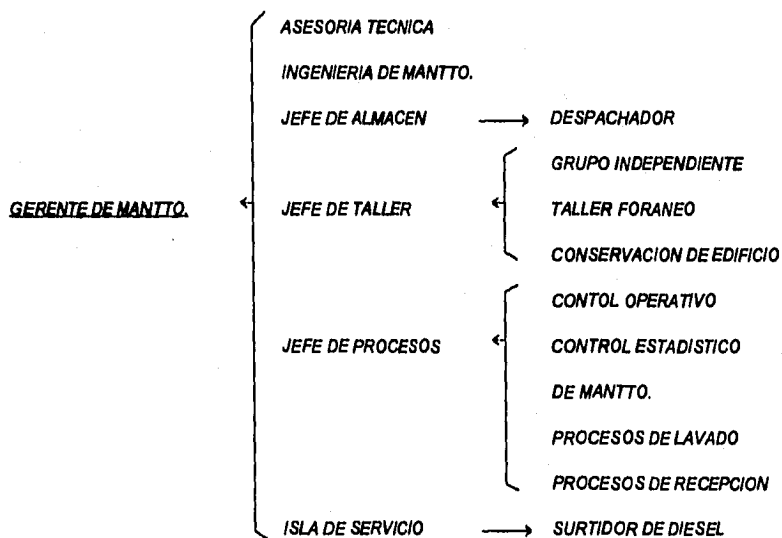 ASESORIA TECNICA
INGENIERIA DE MANTTO.
JEFE DE ALMACEN
DESPACHADOR
GERENTE DE MANTTO.
JEFE DE TALLER
GRUPO INDEPENDIENTE
TALLER FORANEO
CONSERVACION DE EDIFICIO
JEFE DE PROCESOS
CONTOL OPERATIVO
CONTROL ESTADISTICO
DE MANTTO.
PROCESOS DE LAVADO
PROCESOS DE RECEPCION
ISLA DE SERVICIO
SURTIDOR DE DIESEL